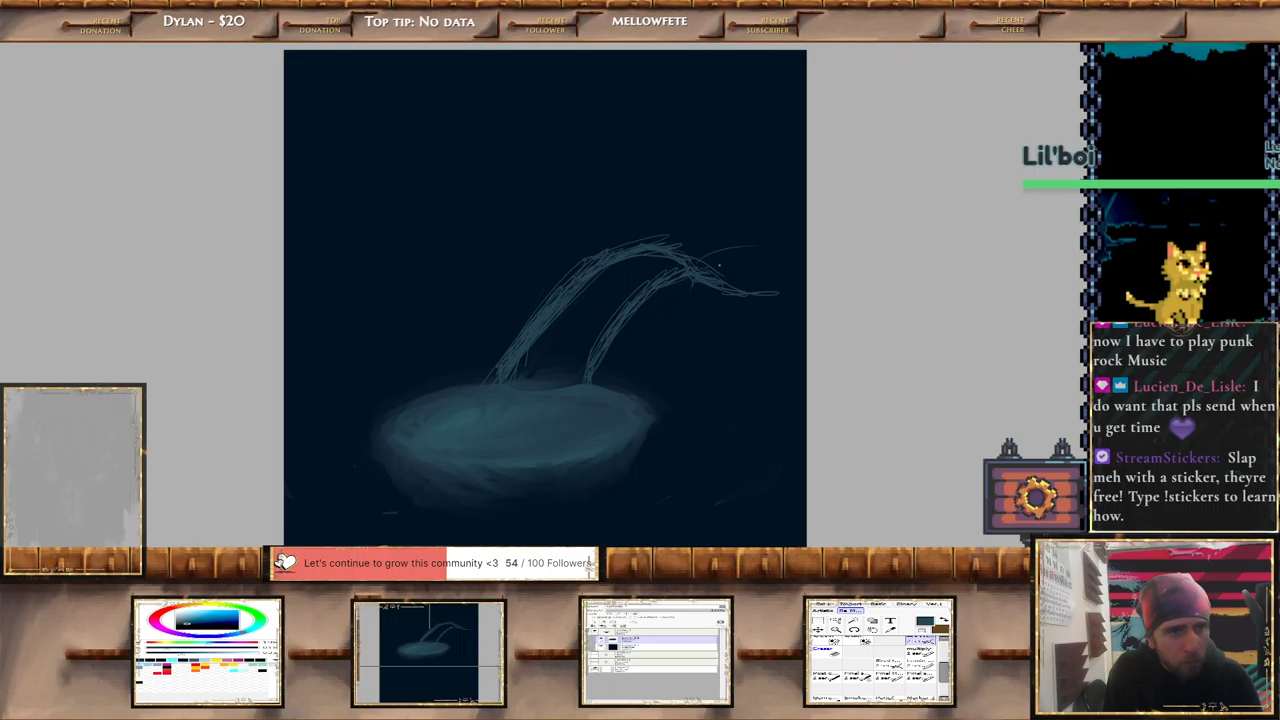 RECENT DONATION
Dylan - $20
TOP DONATION
Top tip: No data
RECENT FOLLOWER
MELLOWFETE
RECENT SUBSCRIBER
RECENT CHEER
Lil'boi
Lucien_De_Lisle:
now I have to play punk
rock Music
Lucien_De_Lisle: I
do want that pls send when
u get time
StreamStickers: Slap
meh with a sticker, theyre
free! Type !stickers to learn
how.
Let's continue to grow this community <3 54 / 100 Followers